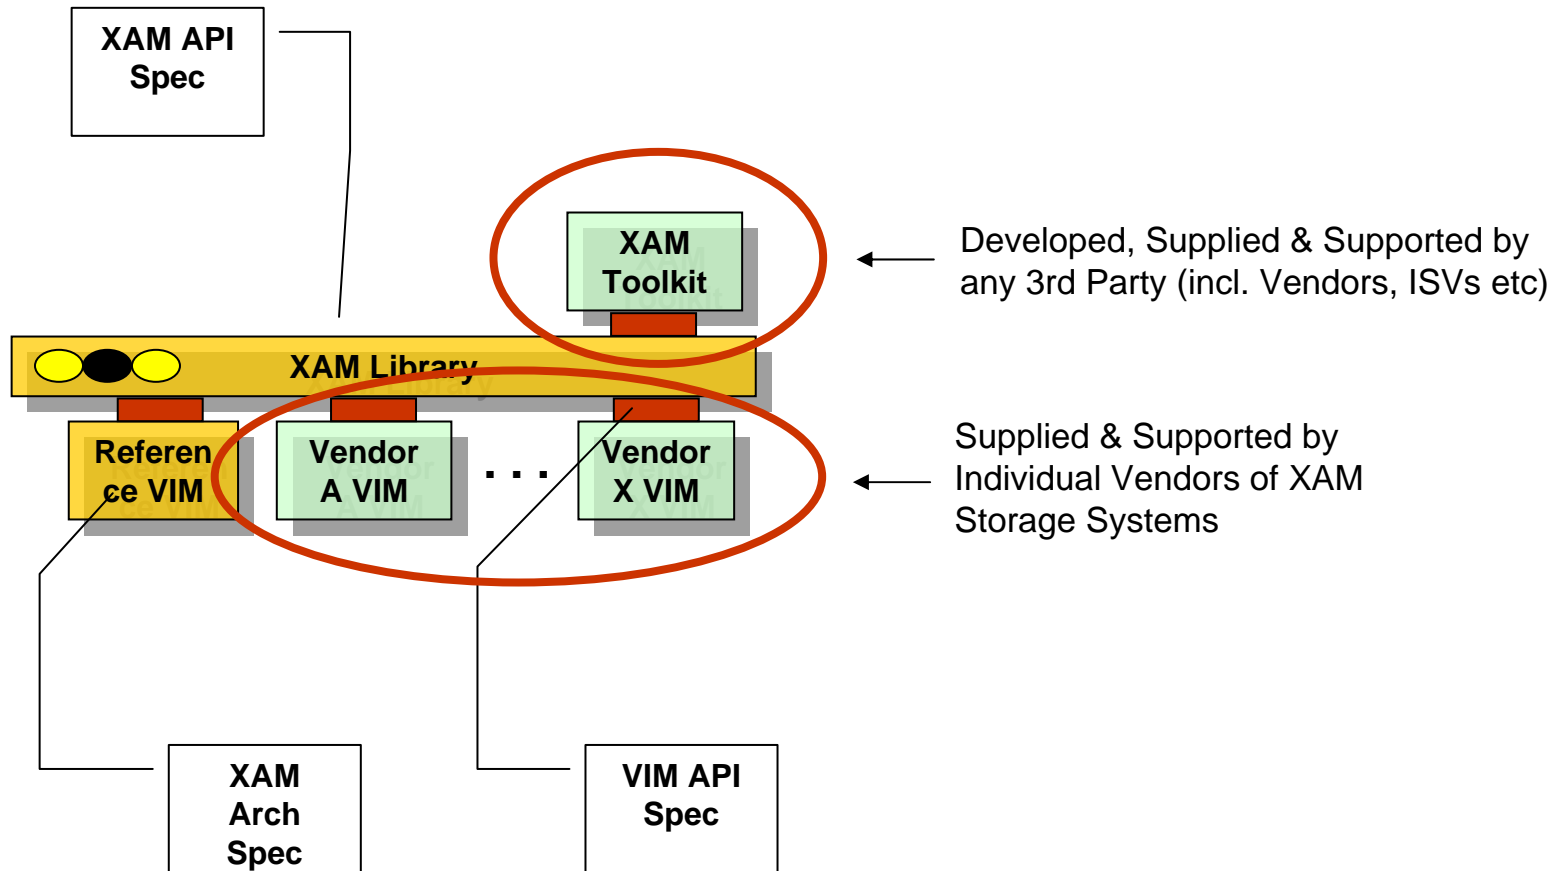 XAM API
Spec
XAM
Toolkit
Developed, Supplied & Supported by
any 3rd Party (incl. Vendors, ISVs etc)
XAM Library
Referen
ce VIM
Vendor
A VIM
. . .
Vendor
X VIM
Supplied & Supported by
Individual Vendors of XAM
Storage Systems
XAM
Arch
Spec
VIM API
Spec